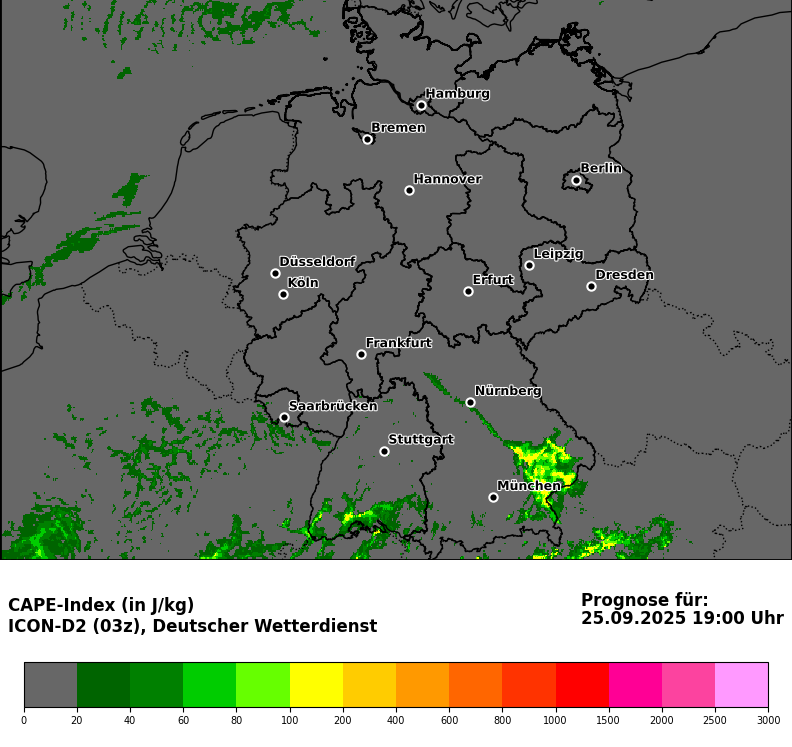 Hamburg
Bremen
Berlin
Hannover
Leipzig
Düsseldorf
Dresden
Erfurt
Köln
Frankfurt
Nürnberg
Saarbrücken
Stuttgart
München
CAPE-Index (in J/kg)
ICON-D2 (03z), Deutscher Wetterdienst
Prognose für:
25.09.2025 19:00 Uhr
0 20 40 60 80 100 200 400 600 800 1000 1500 2000 2500 3000